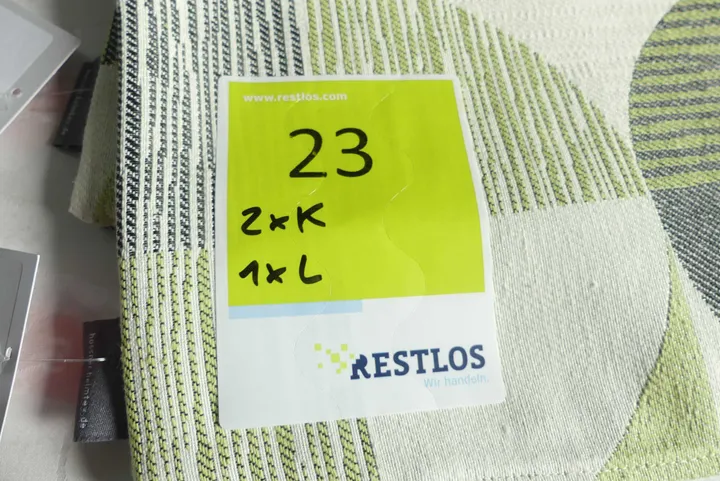 www.restlos.com
23
2xK
1xL
RESTLOS
Wir handeln.